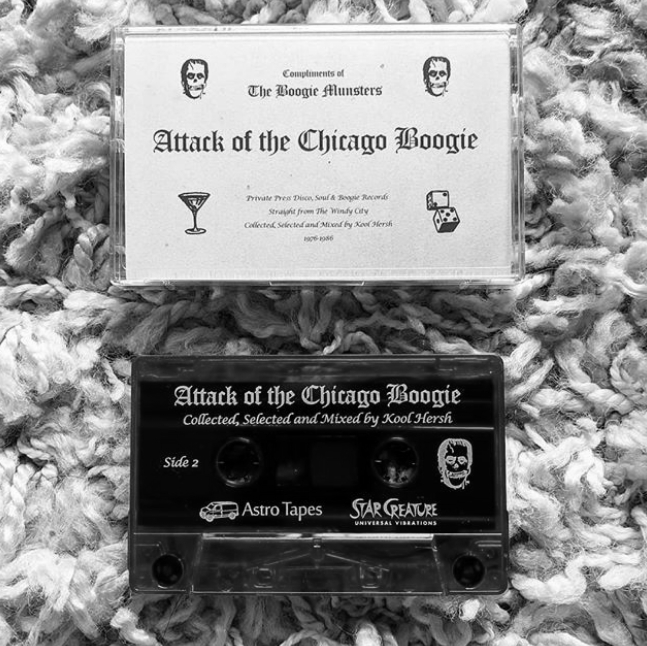 Compliments of
The Boogie Munsters
Attack of the Chicago Boogie
Private Press Disco, Soul & Boogie Records
Straight from The Windy City
Collected, Selected and Mixed by Kool Hersh
1976-1986
Attack of the Chicago Boogie
Collected, Selected and Mixed by Kool Hersh
Side 2
Astro Tapes
STAR CREATURE
UNIVERSAL VIBRATIONS